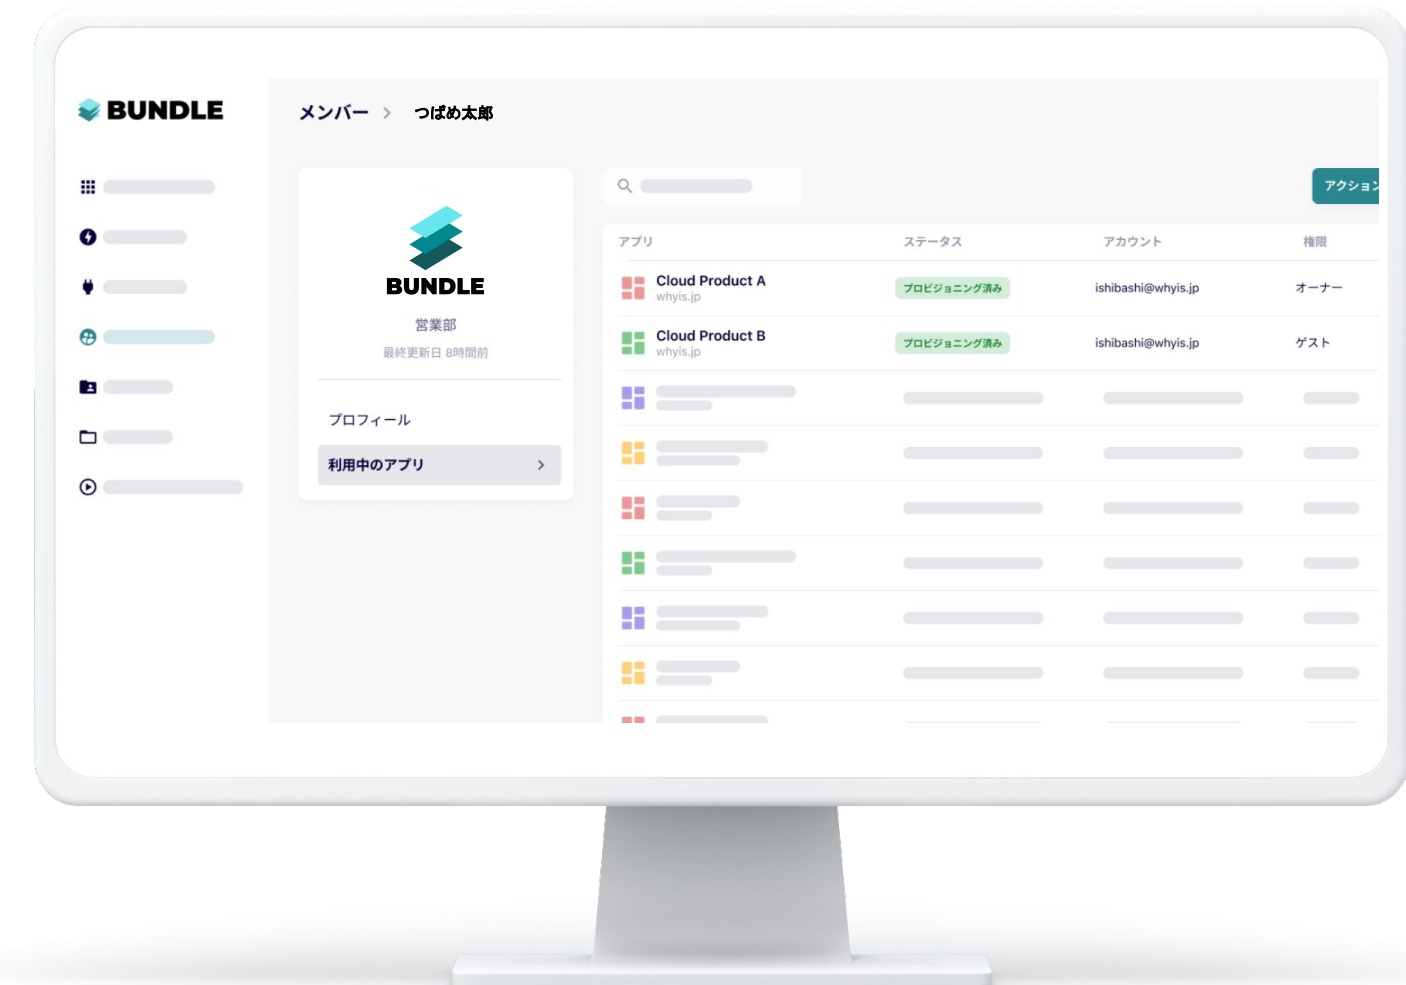 BUNDLE
メンバー > つばめ太郎
BUNDLE
営業部
最終更新日 8時間前
プロフィール
利用中のアプリ >
アクション
アプリ ステータス アカウント 権限
Cloud Product A プロビジョニング済み ishibashi@whyis.jp オーナー
whyis.jp
Cloud Product B プロビジョニング済み ishibashi@whyis.jp ゲスト
whyis.jp